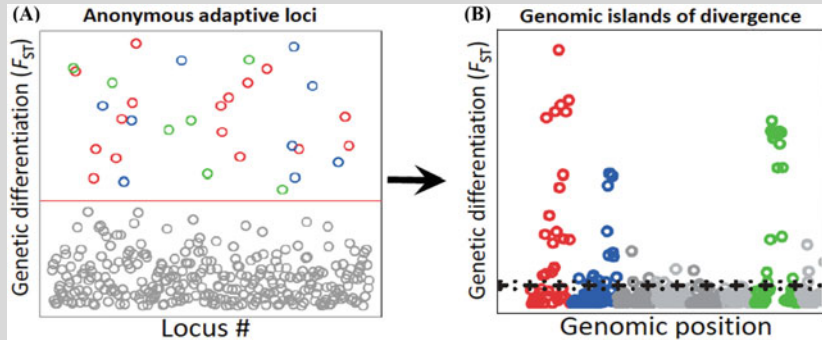 (A) Anonymous adaptive loci
Genetic differentiation (FST)
Locus #
(B) Genomic islands of divergence
Genetic differentiation (FST)
Genomic position